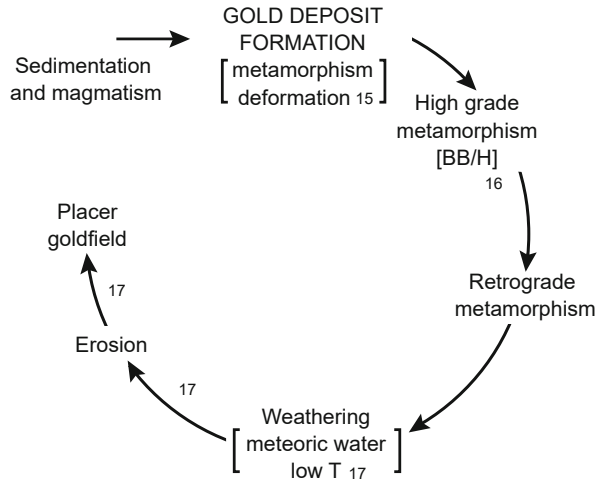 Sedimentation
and magmatism
GOLD DEPOSIT
FORMATION
[metamorphism
deformation 15]
High grade
metamorphism
[BB/H]
16
Retrograde
metamorphism
[Weathering
meteoric water
low T 17]
17
Erosion
17
Placer
goldfield